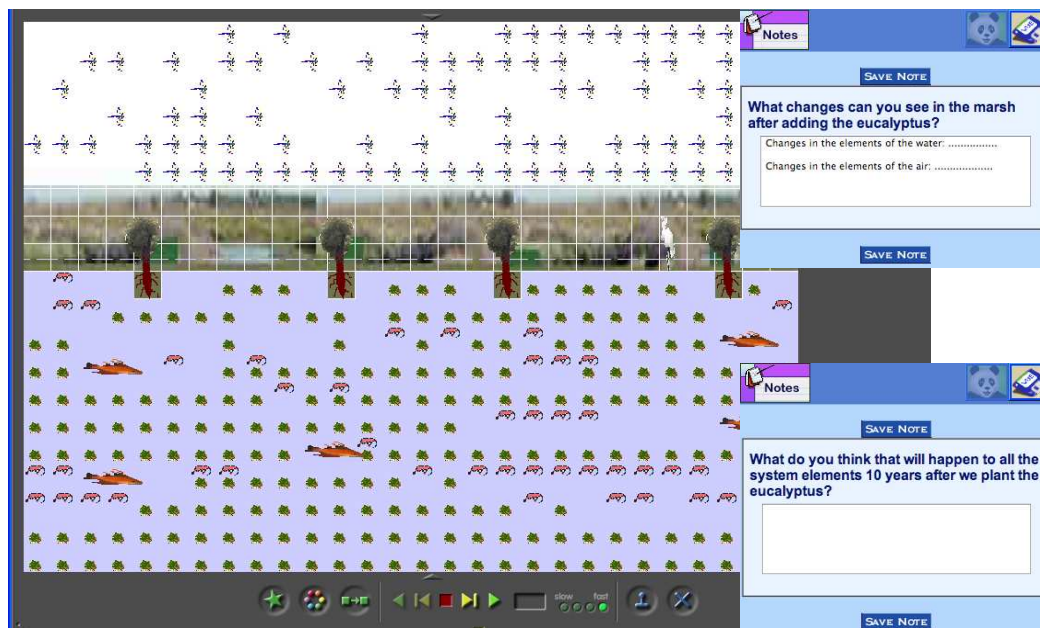 Notes
SAVE NOTE
What changes can you see in the marsh
after adding the eucalyptus?
Changes in the elements of the water: ................
Changes in the elements of the air: ...................
SAVE NOTE
Notes
SAVE NOTE
What do you think that will happen to all the
system elements 10 years after we plant the
eucalyptus?
SAVE NOTE
slow fast